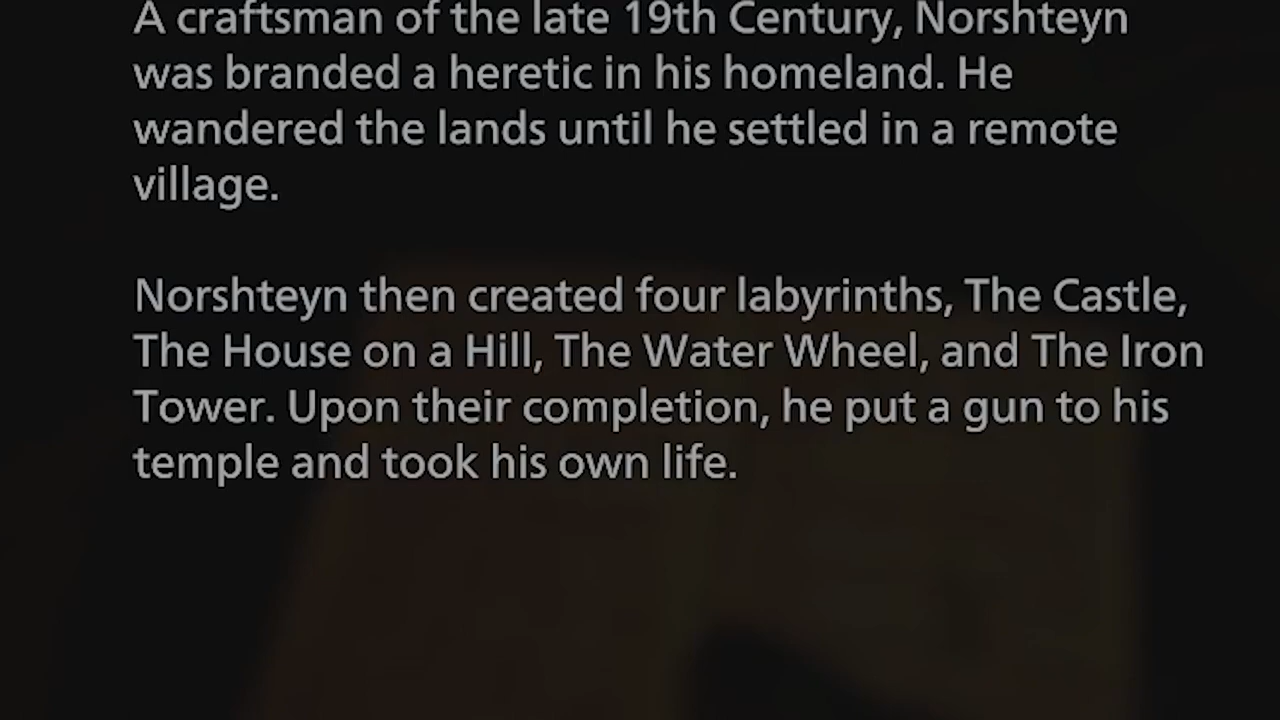 A craftsman of the late 19th Century, Norshteyn
was branded a heretic in his homeland. He
wandered the lands until he settled in a remote
village.
Norshteyn then created four labyrinths, The Castle,
The House on a Hill, The Water Wheel, and The Iron
Tower. Upon their completion, he put a gun to his
temple and took his own life.